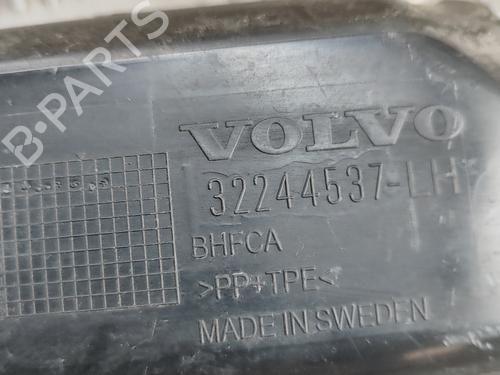 B-PARTS
VOLVO
32244537-LH
BHFCA
>PP+TPE<
MADE IN SWEDEN